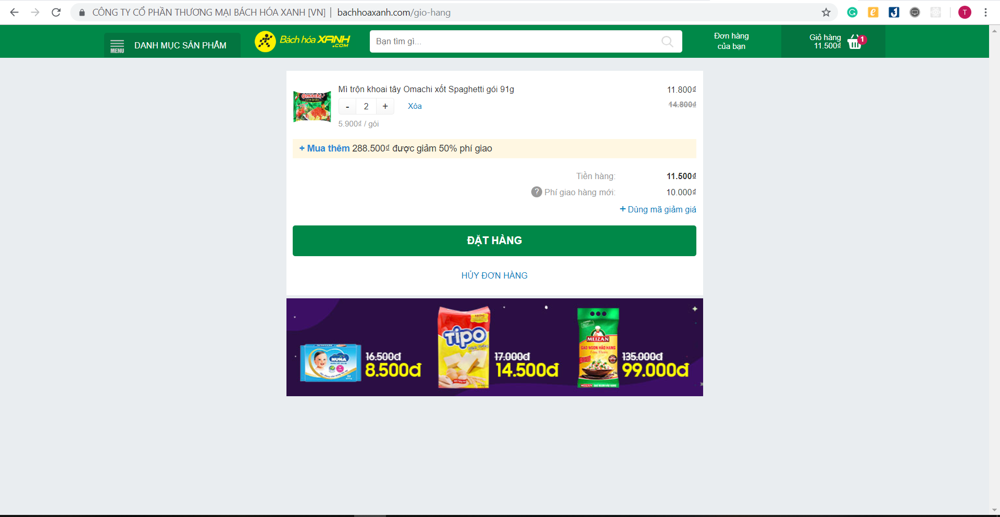 CÔNG TY CỔ PHẦN THƯƠNG MẠI BÁCH HÓA XANH [VN] | bachhoaxanh.com/gio-hang
T
MENU
DANH MỤC SẢN PHẨM
Bách hóa XANH
.COM
Bạn tìm gì...
Đơn hàng
của bạn
Giỏ hàng
11.500₫
1
Mì trộn khoai tây Omachi xốt Spaghetti gói 91g
11.800₫
Omachi
- 2 +
Xóa
14.800₫
5.900₫ / gói
+ Mua thêm 288.500₫ được giảm 50% phí giao
Tiền hàng:
11.500₫
? Phí giao hàng mới:
10.000₫
+ Dùng mã giảm giá
ĐẶT HÀNG
HỦY ĐƠN HÀNG
NUNA
16.500đ
8.500đ
TIPO
17.000đ
14.500đ
MEIZAN
GẠO NGON HẢO HẠNG
135.000đ
99.000đ